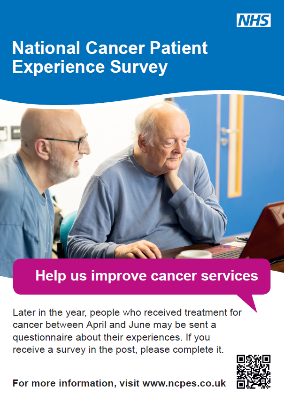 NHS
National Cancer Patient
Experience Survey
Help us improve cancer services
Later in the year, people who received treatment for
cancer between April and June may be sent a
questionnaire about their experiences. If you
receive a survey in the post, please complete it.
For more information, visit www.ncpes.co.uk